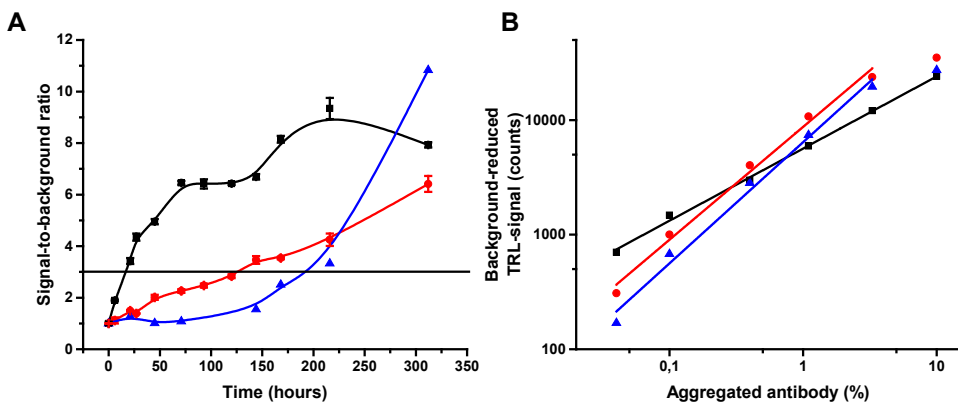 A
Signal-to-background ratio
12
10
8
6
4
2
0
0 50 100 150 200 250 300 350
Time (hours)
B
Background-reduced
TRL-signal (counts)
10000
1000
100
0,1 1 10
Aggregated antibody (%)